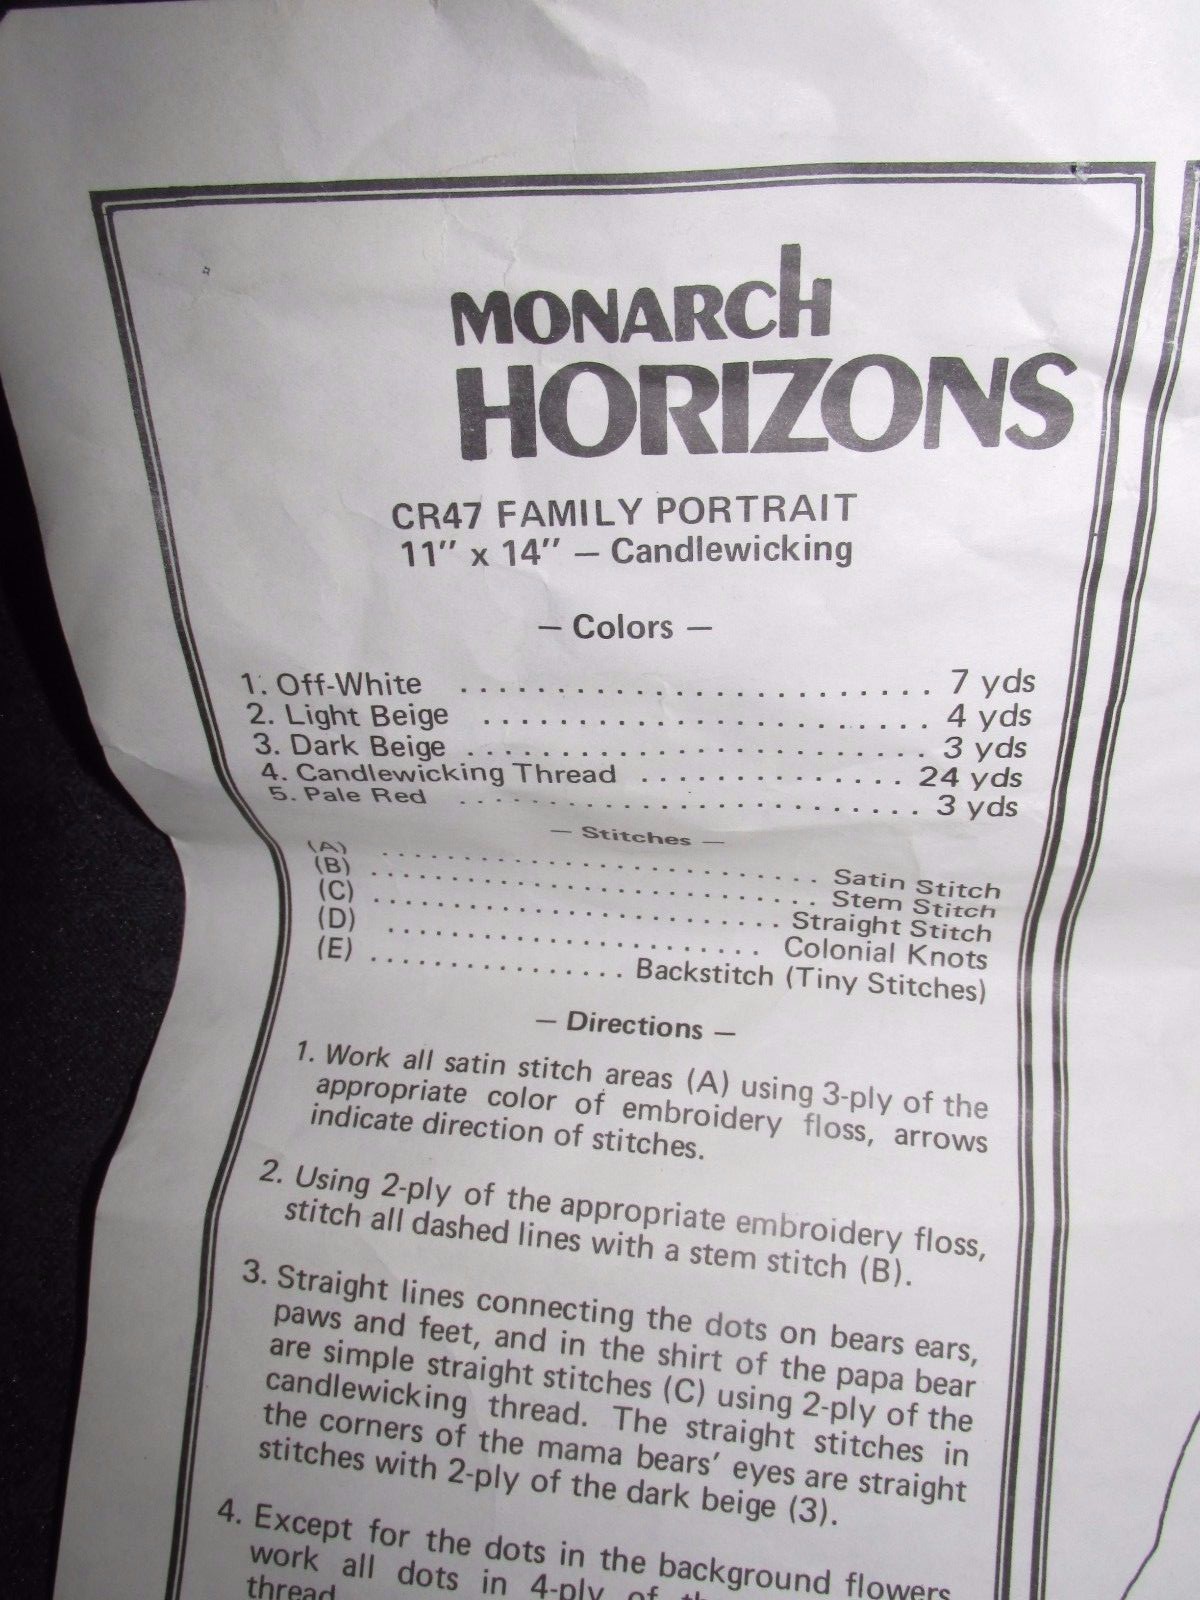 MONARCH
HORIZONS
CR47 FAMILY PORTRAIT
11" x 14" — Candlewicking
— Colors —
1. Off-White . . . . . . . . . . . . . . . . . . . . . . . . 7 yds
2. Light Beige . . . . . . . . . . . . . . . . . . . . . . . 4 yds
3. Dark Beige . . . . . . . . . . . . . . . . . . . . . . . . 3 yds
4. Candlewicking Thread . . . . . . . . . . . . . . 24 yds
5. Pale Red . . . . . . . . . . . . . . . . . . . . . . . . 3 yds
— Stitches —
(A) . . . . . . . . . . . . . . . . . . . . . . . Satin Stitch
(B) . . . . . . . . . . . . . . . . . . . . . . . Stem Stitch
(C) . . . . . . . . . . . . . . . . . . . . . Straight Stitch
(D) . . . . . . . . . . . . . . . . . . . Colonial Knots
(E) . . . . . . . . . . . . . . . . Backstitch (Tiny Stitches)
— Directions —
1. Work all satin stitch areas (A) using 3-ply of the
appropriate color of embroidery floss, arrows
indicate direction of stitches.
2. Using 2-ply of the appropriate embroidery floss,
stitch all dashed lines with a stem stitch (B).
3. Straight lines connecting the dots on bears ears,
paws and feet, and in the shirt of the papa bear
are simple straight stitches (C) using 2-ply of the
candlewicking thread. The straight stitches in
the corners of the mama bears' eyes are straight
stitches with 2-ply of the dark beige (3).
4. Except for the dots in the background flowers
work all dots in 4-ply of
thread